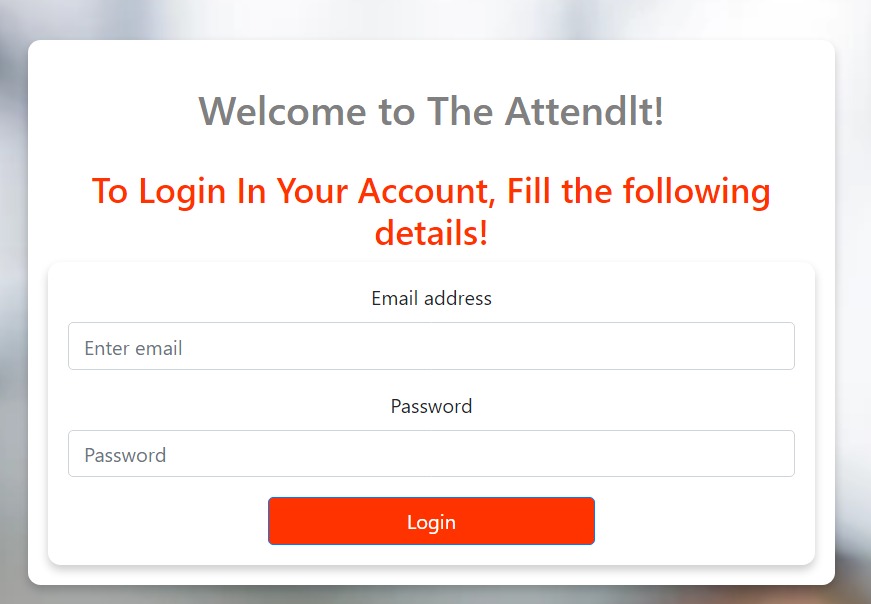 Welcome to The AttendIt!
To Login In Your Account, Fill the following
details!
Email address
Enter email
Password
Password
Login